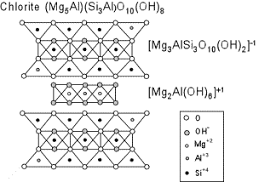 Chlorite (Mg5Al)(Si3Al)O10(OH)8
[Mg3AlSi3O10(OH)2]-1
[Mg2Al(OH)6]+1
O
OH-
Mg+2
Al+3
Si+4